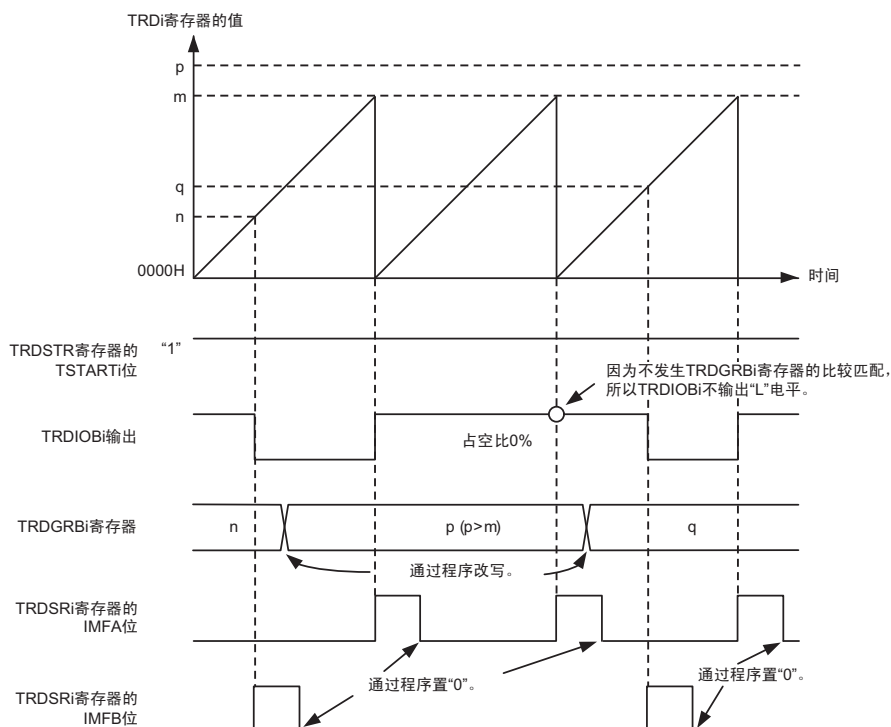 TRDi寄存器的值
p
m
q
n
0000H
时间
TRDSTR寄存器的
TSTARTi位
“1”
因为不发生TRDGRBi寄存器的比较匹配，
所以TRDIOBi不输出“L”电平。
TRDIOBi输出
占空比0%
TRDGRBi寄存器
n
p (p>m)
q
通过程序改写。
TRDSRi寄存器的
IMFA位
通过程序置“0”。
通过程序置“0”。
TRDSRi寄存器的
IMFB位